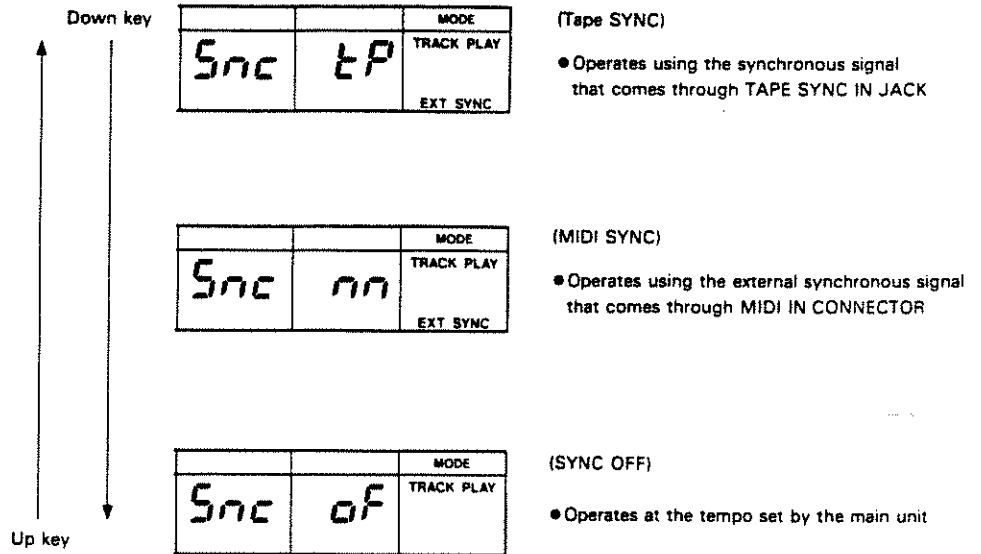 Down key
MODE
Snc tP TRACK PLAY
EXT SYNC
(Tape SYNC)
● Operates using the synchronous signal
that comes through TAPE SYNC IN JACK
MODE
Snc nn TRACK PLAY
EXT SYNC
(MIDI SYNC)
● Operates using the external synchronous signal
that comes through MIDI IN CONNECTOR
MODE
Snc oF TRACK PLAY
(SYNC OFF)
● Operates at the tempo set by the main unit
Up key